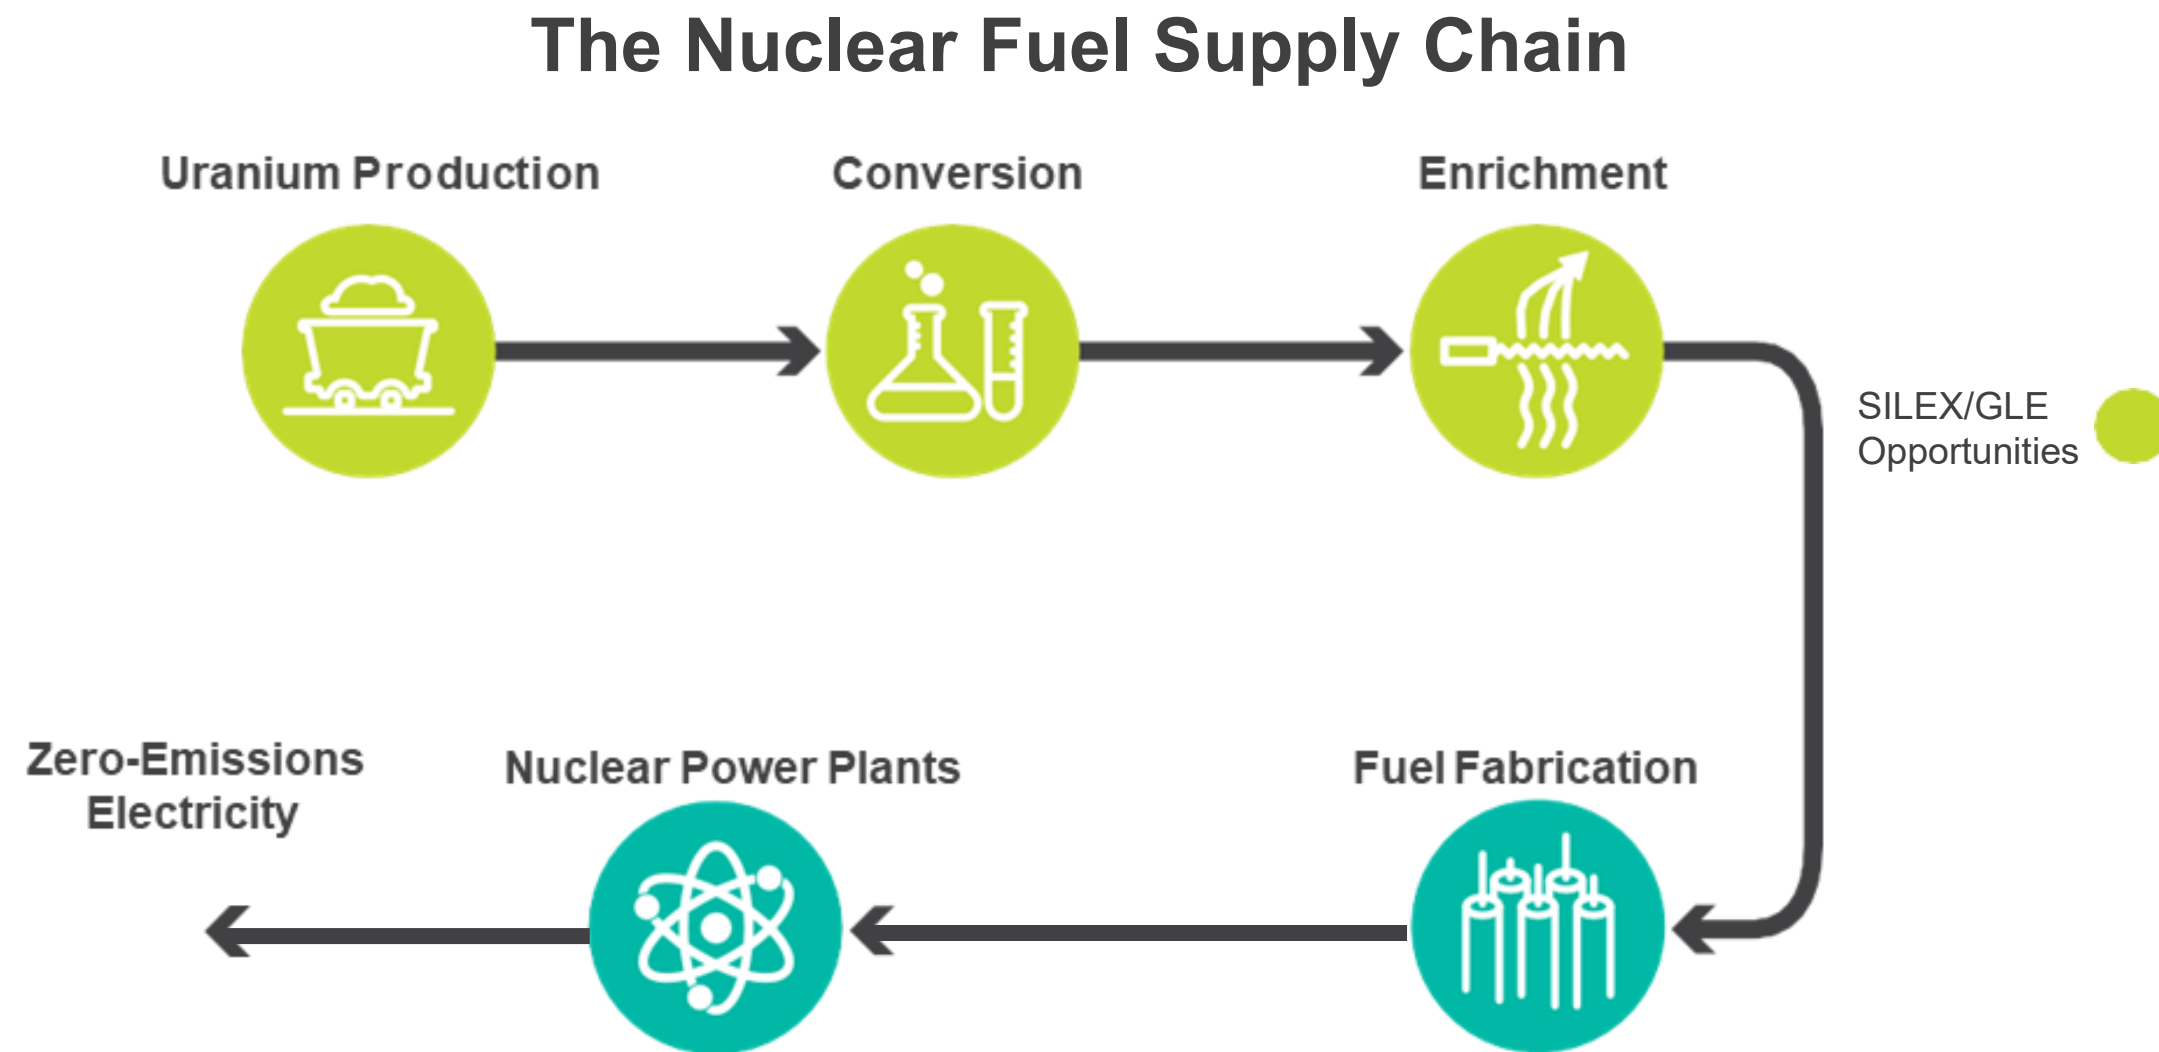 The Nuclear Fuel Supply Chain
Uranium Production
Conversion
Enrichment
SILEX/GLE
Opportunities
Zero-Emissions
Electricity
Nuclear Power Plants
Fuel Fabrication